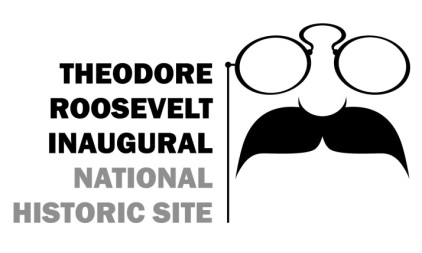 THEODORE
ROOSEVELT
INAUGURAL
NATIONAL
HISTORIC SITE